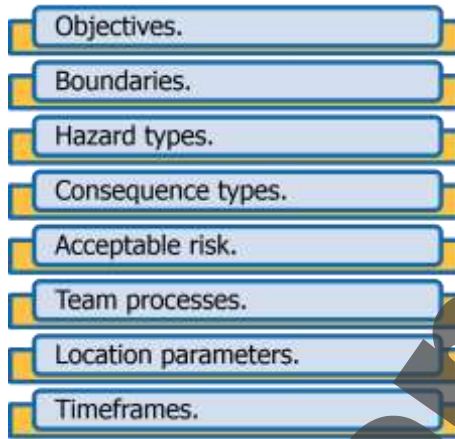 Objectives.
Boundaries.
Hazard types.
Consequence types.
Acceptable risk.
Team processes.
Location parameters.
Timeframes.